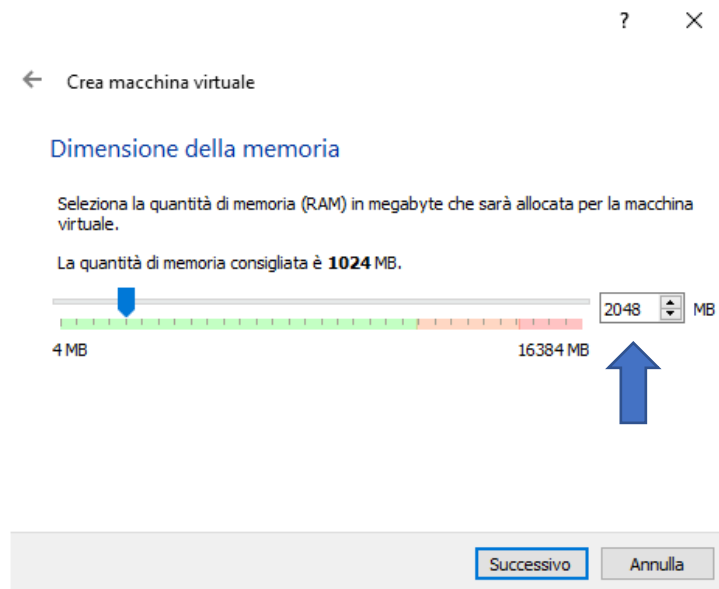 ?
Crea macchina virtuale
Dimensione della memoria
Seleziona la quantità di memoria (RAM) in megabyte che sarà allocata per la macchina
virtuale.
La quantità di memoria consigliata è 1024 MB.
2048 MB
4 MB 16384 MB
Successivo Annulla